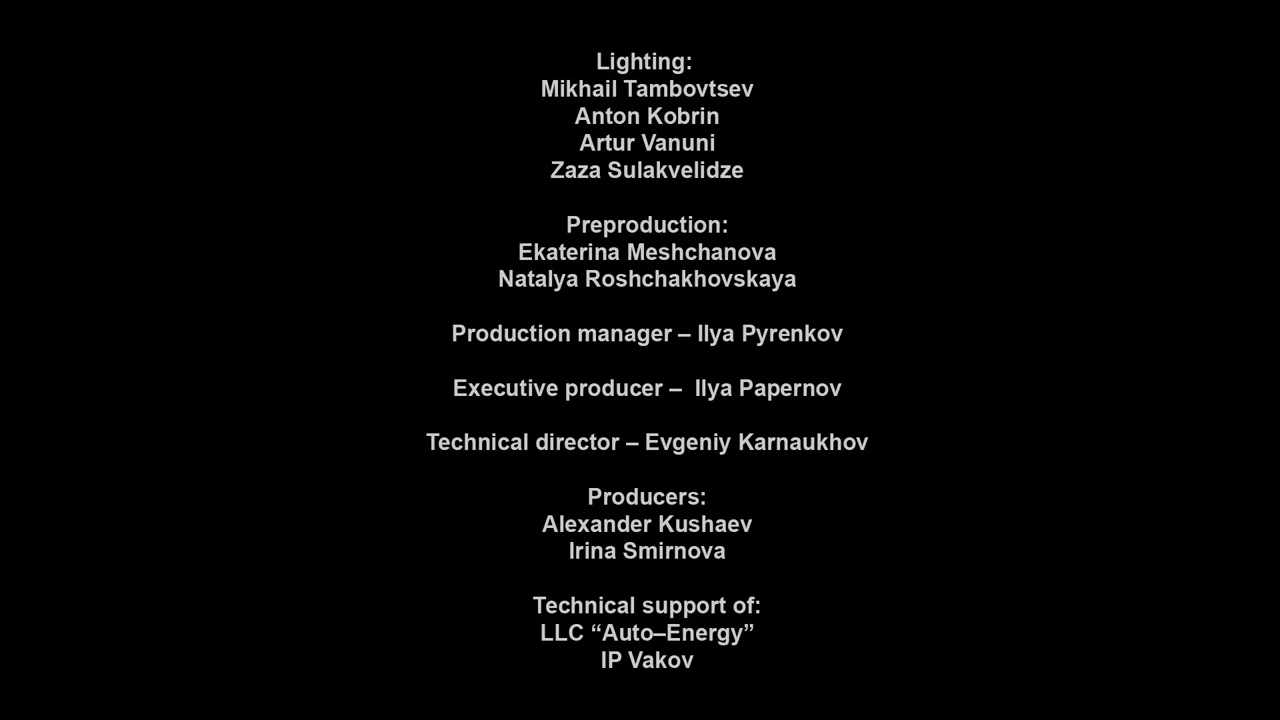 Lighting:
Mikhail Tambovtsev
Anton Kobrin
Artur Vanuni
Zaza Sulakvelidze
Preproduction:
Ekaterina Meshchanova
Natalya Roshchakhovskaya
Production manager – Ilya Pyrenkov
Executive producer –  Ilya Papernov
Technical director – Evgeniy Karnaukhov
Producers:
Alexander Kushaev
Irina Smirnova
Technical support of:
LLC “Auto–Energy”
IP Vakov